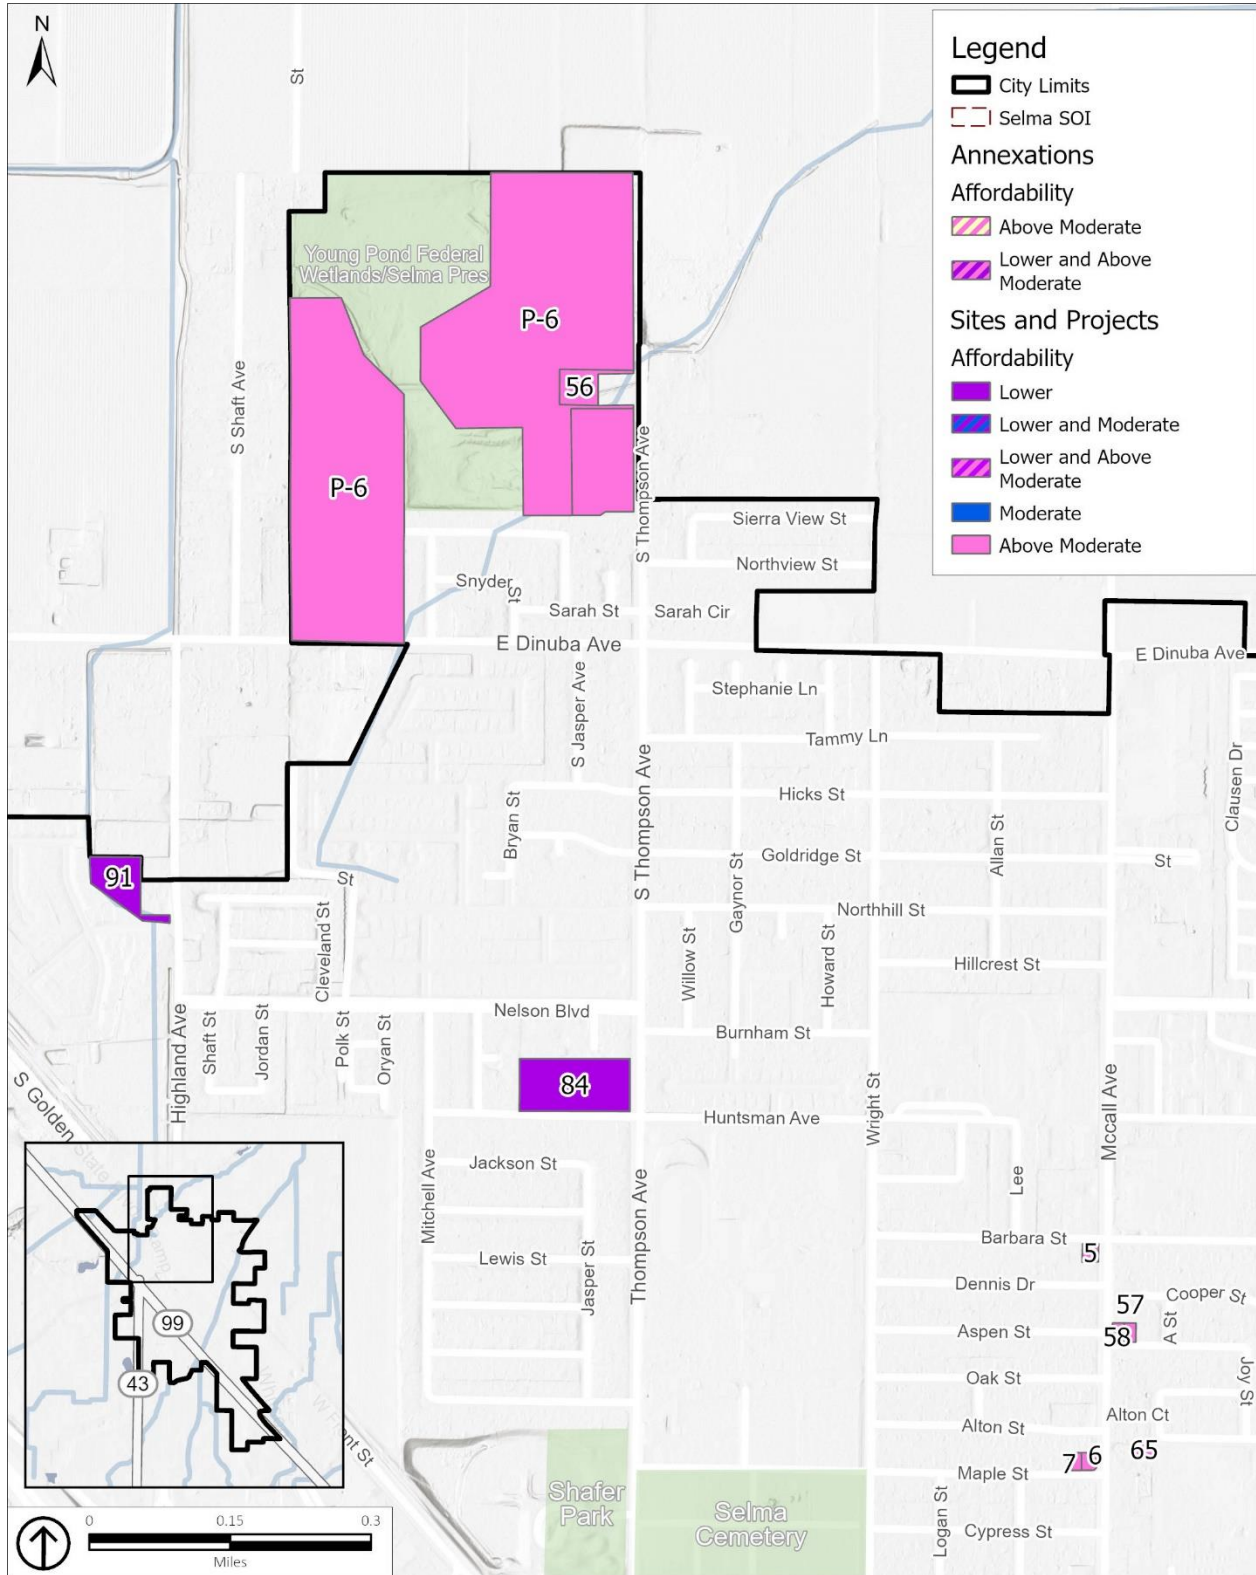 N
Legend
City Limits
Selma SOI
Annexations
Affordability
Above Moderate
Lower and Above
Moderate
Sites and Projects
Affordability
Lower
Lower and Moderate
Lower and Above
Moderate
Moderate
Above Moderate
St
Young Pond Federal
Wetlands/Selma Pres
P-6
56
S Shaft Ave
P-6
S Thompson Ave
Sierra View St
Northview St
Snyder
St
Sarah St
Sarah Cir
E Dinuba Ave
E Dinuba Ave
Stephanie Ln
S Jasper Ave
Tammy Ln
S Thompson Ave
Hicks St
Clausen Dr
Bryan St
Allan St
Goldridge St
St
Gaynor St
91
St
Northhill St
Cleveland St
Willow St
Howard St
Hillcrest St
Nelson Blvd
Burnham St
Highland Ave
Shaft St
Jordan St
Polk St
Oryan St
S Golden State
84
Huntsman Ave
Wright St
Mccall Ave
Mitchell Ave
Jackson St
Thompson Ave
Lee
Barbara St
5
Lewis St
Jasper St
Dennis Dr
57
Cooper St
99
Aspen St
58
A St
43
Oak St
Joy St
W Front St
Alton St
Alton Ct
7
6
65
Maple St
Shafer
Park
Selma
Cemetery
Logan St
Cypress St
0
0.15
0.3
Miles